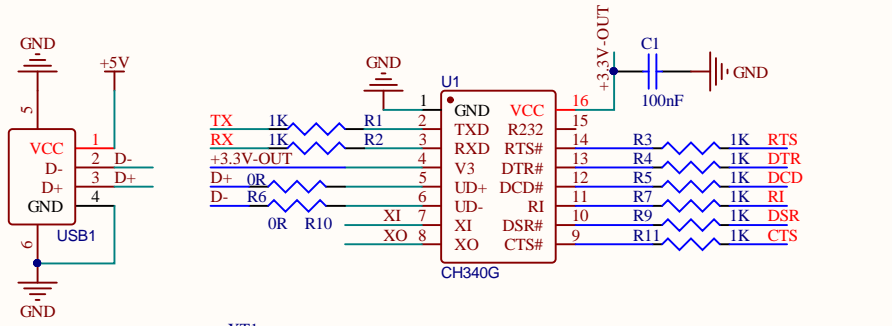 GND
+5V
5
VCC 1
D- 2 D-
D+ 3 D+
GND 4
USB1
6
GND
GND
U1
+3.3V-OUT
C1
100nF
GND
1 GND
TX 1K R1 2 TXD
RX 1K R2 3 RXD
+3.3V-OUT 4 V3
D+ 0R 5 UD+
D- R6 6 UD-
0R R10
XI 7 XI
XO 8 XO
VCC 16
R232 15
RTS# 14 R3 1K RTS
DTR# 13 R4 1K DTR
DCD# 12 R5 1K DCD
RI 11 R7 1K RI
DSR# 10 R9 1K DSR
CTS# 9 R11 1K CTS
CH340G